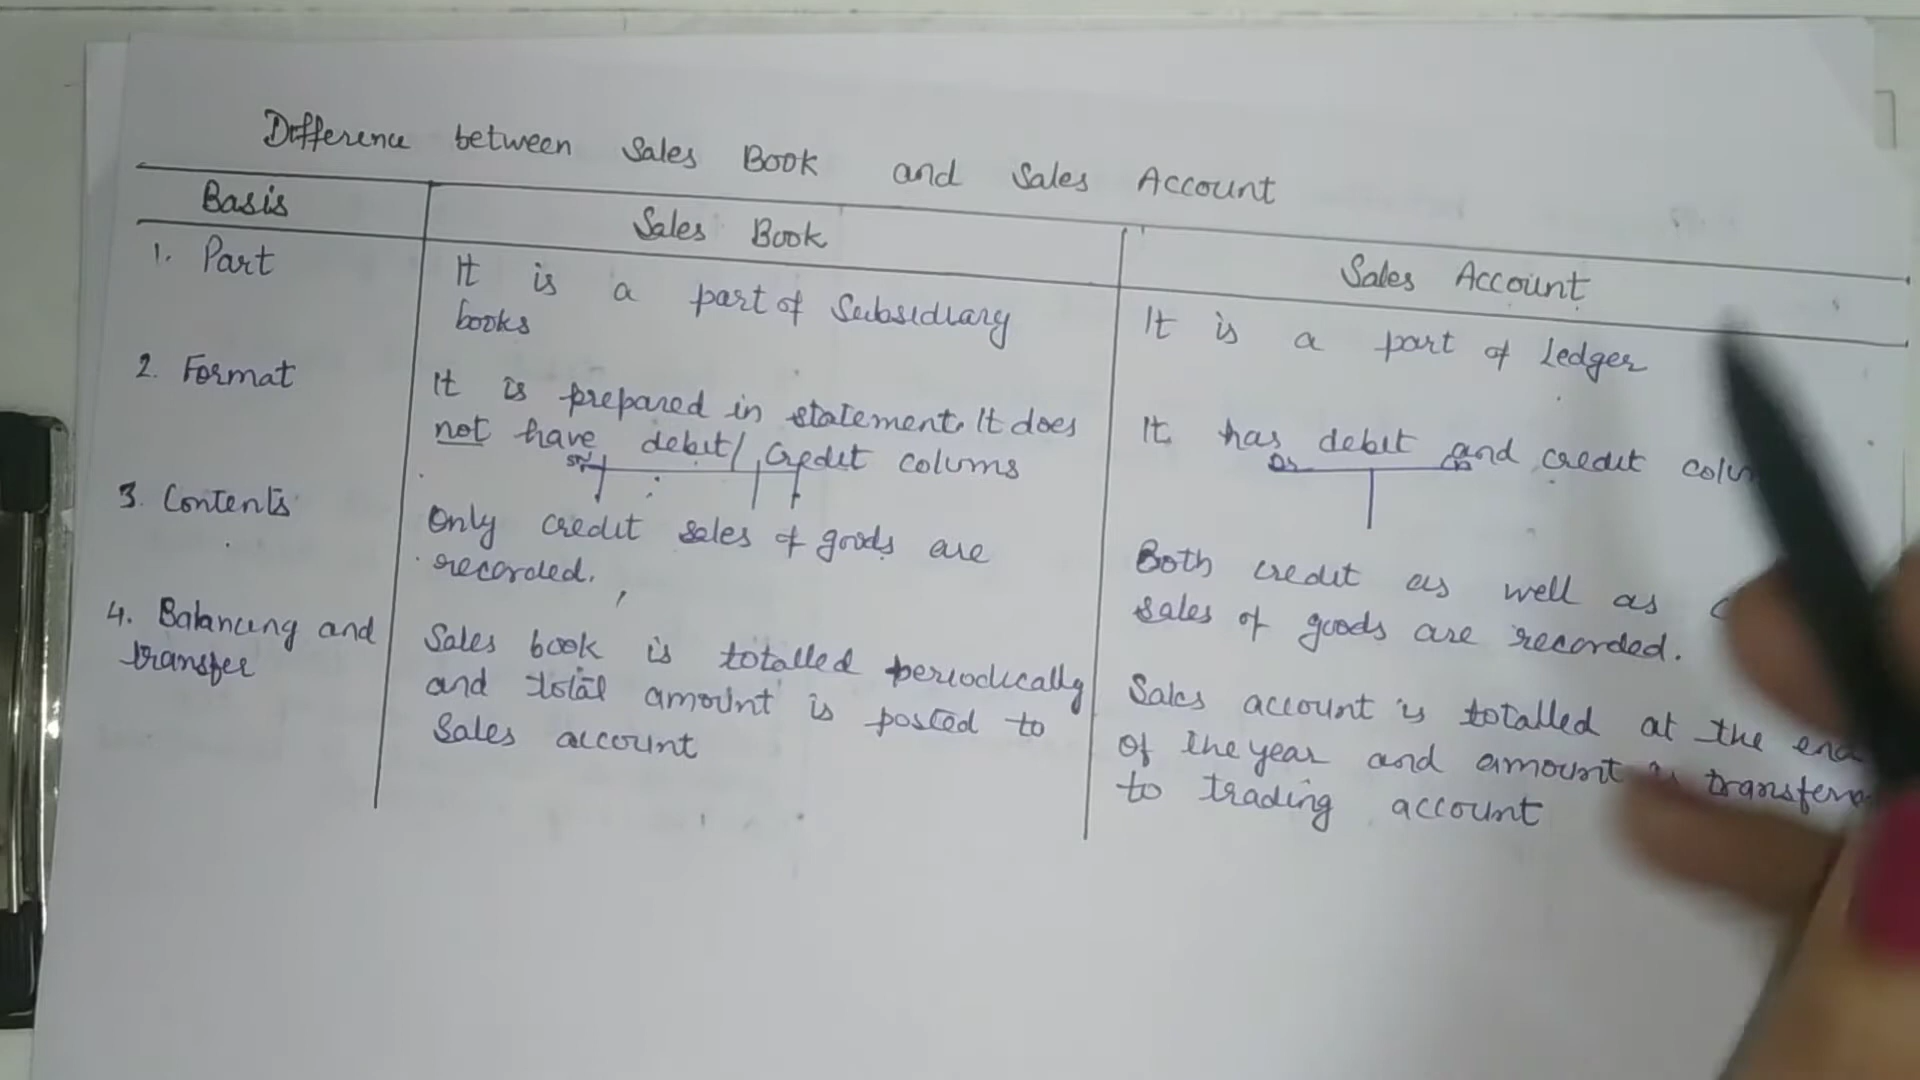 Difference between Sales Book and Sales Account
Basis
Sales Book
Sales Account
1. Part
It is a part of Subsidiary
books
It is a part of Ledger
2. Format
It is prepared in statement. It does
not have debit/credit colums
It has debit and credit
Dr Cr
3. Contents
Only credit sales of goods are
recorded.
Both credit as well as
sales of goods are recorded.
4. Balancing and
transfer
Sales book is totalled periodically
and total amount is posted to
Sales account
Sales account is totalled at the end
of the year and amount
to trading account